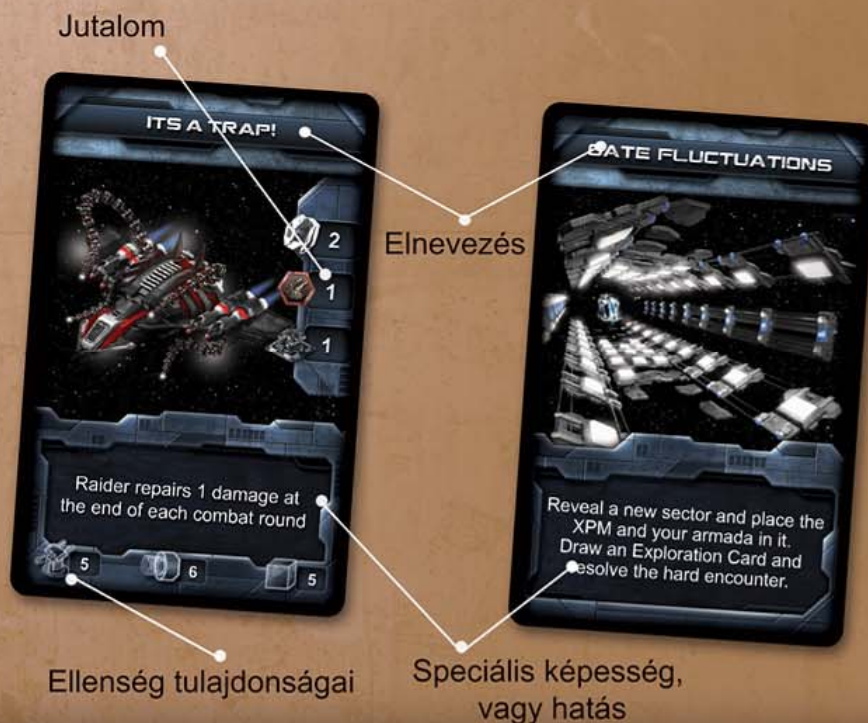 Jutalom
ITS A TRAP!
2
1
1
Raider repairs 1 damage at
the end of each combat round
5
6
5
Elnevezés
GATE FLUCTUATIONS
Reveal a new sector and place the
XPM and your armada in it.
Draw an Exploration Card and
resolve the hard encounter.
Ellenség tulajdonságai
Speciális képesség,
vagy hatás